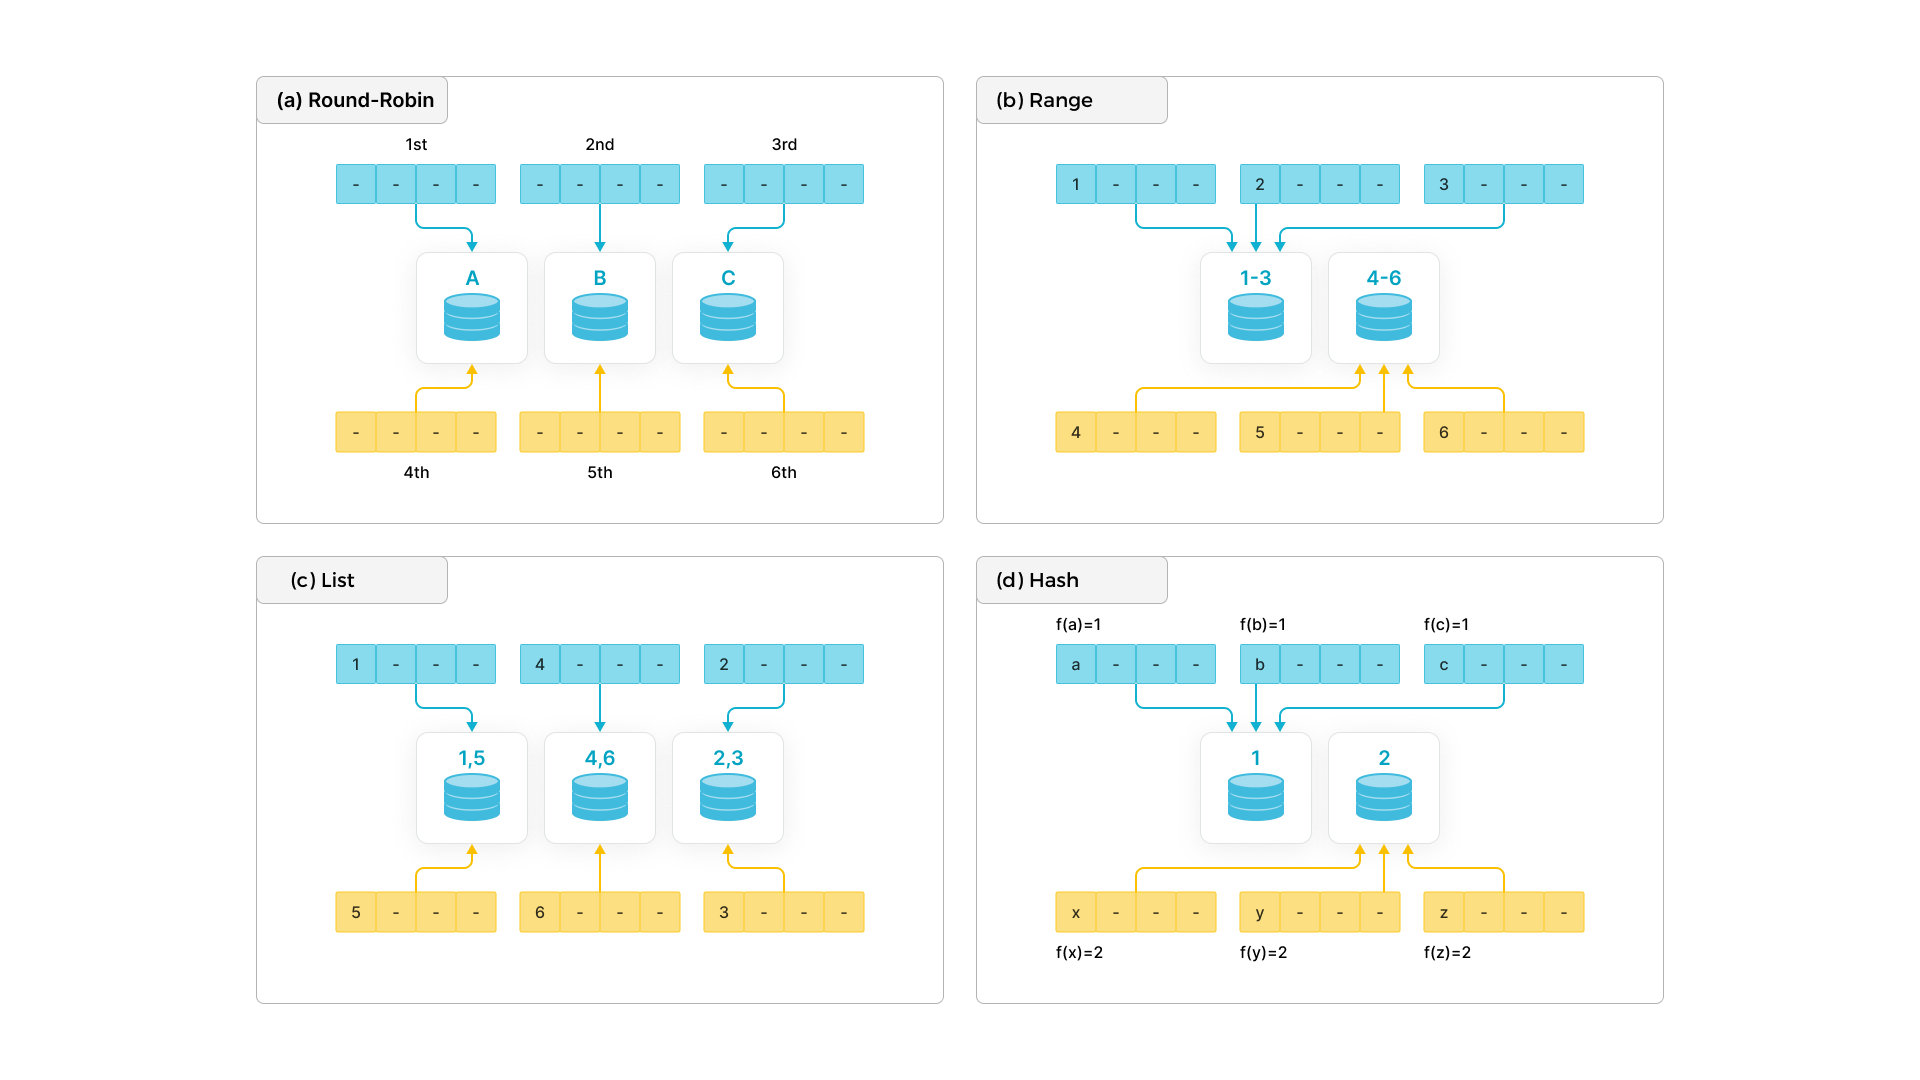 (a) Round-Robin
1st 2nd 3rd
- - - - - - - - - - - -
A B C
- - - - - - - - - - - -
4th 5th 6th
(b) Range
1 - - - 2 - - - 3 - - -
1-3 4-6
4 - - - 5 - - - 6 - - -
(c) List
1 - - - 4 - - - 2 - - -
1,5 4,6 2,3
5 - - - 6 - - - 3 - - -
(d) Hash
f(a)=1 f(b)=1 f(c)=1
a - - - b - - - c - - -
1 2
x - - - y - - - z - - -
f(x)=2 f(y)=2 f(z)=2